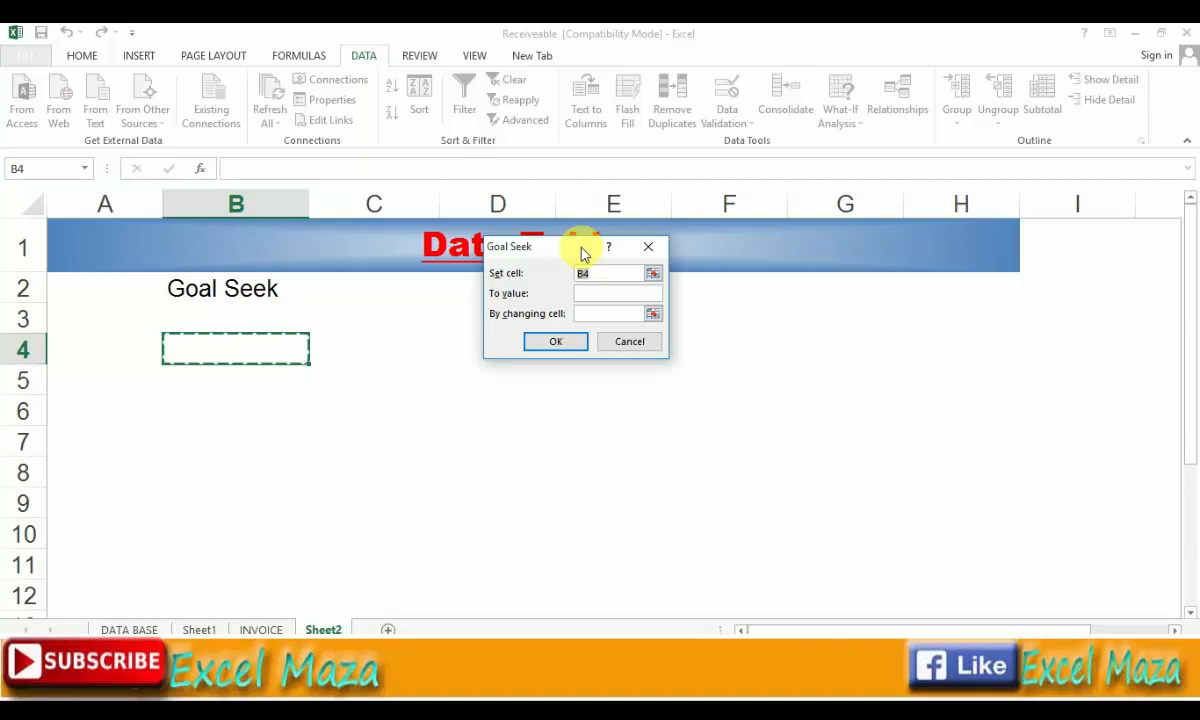 Receiveable [Compatibility Mode] - Excel
HOME INSERT PAGE LAYOUT FORMULAS DATA REVIEW VIEW New Tab Sign in
From Access
From Web
From Text
From Other Sources
Existing Connections
Get External Data
Refresh All
Connections
Properties
Edit Links
Connections
Sort
Filter
Clear
Reapply
Advanced
Sort & Filter
Text to Columns
Flash Fill
Remove Duplicates
Data Validation
Consolidate
What-If Analysis
Relationships
Data Tools
Group
Ungroup
Subtotal
Show Detail
Hide Detail
Outline
B4 fx
A B C D E F G H I
1
2 Goal Seek
3
4
5
6
7
8
9
10
11
12
Goal Seek ?
Set cell: B4
To value:
By changing cell:
OK Cancel
DATA BASE Sheet1 INVOICE Sheet2
SUBSCRIBE Excel Maza
f Like Excel Maza